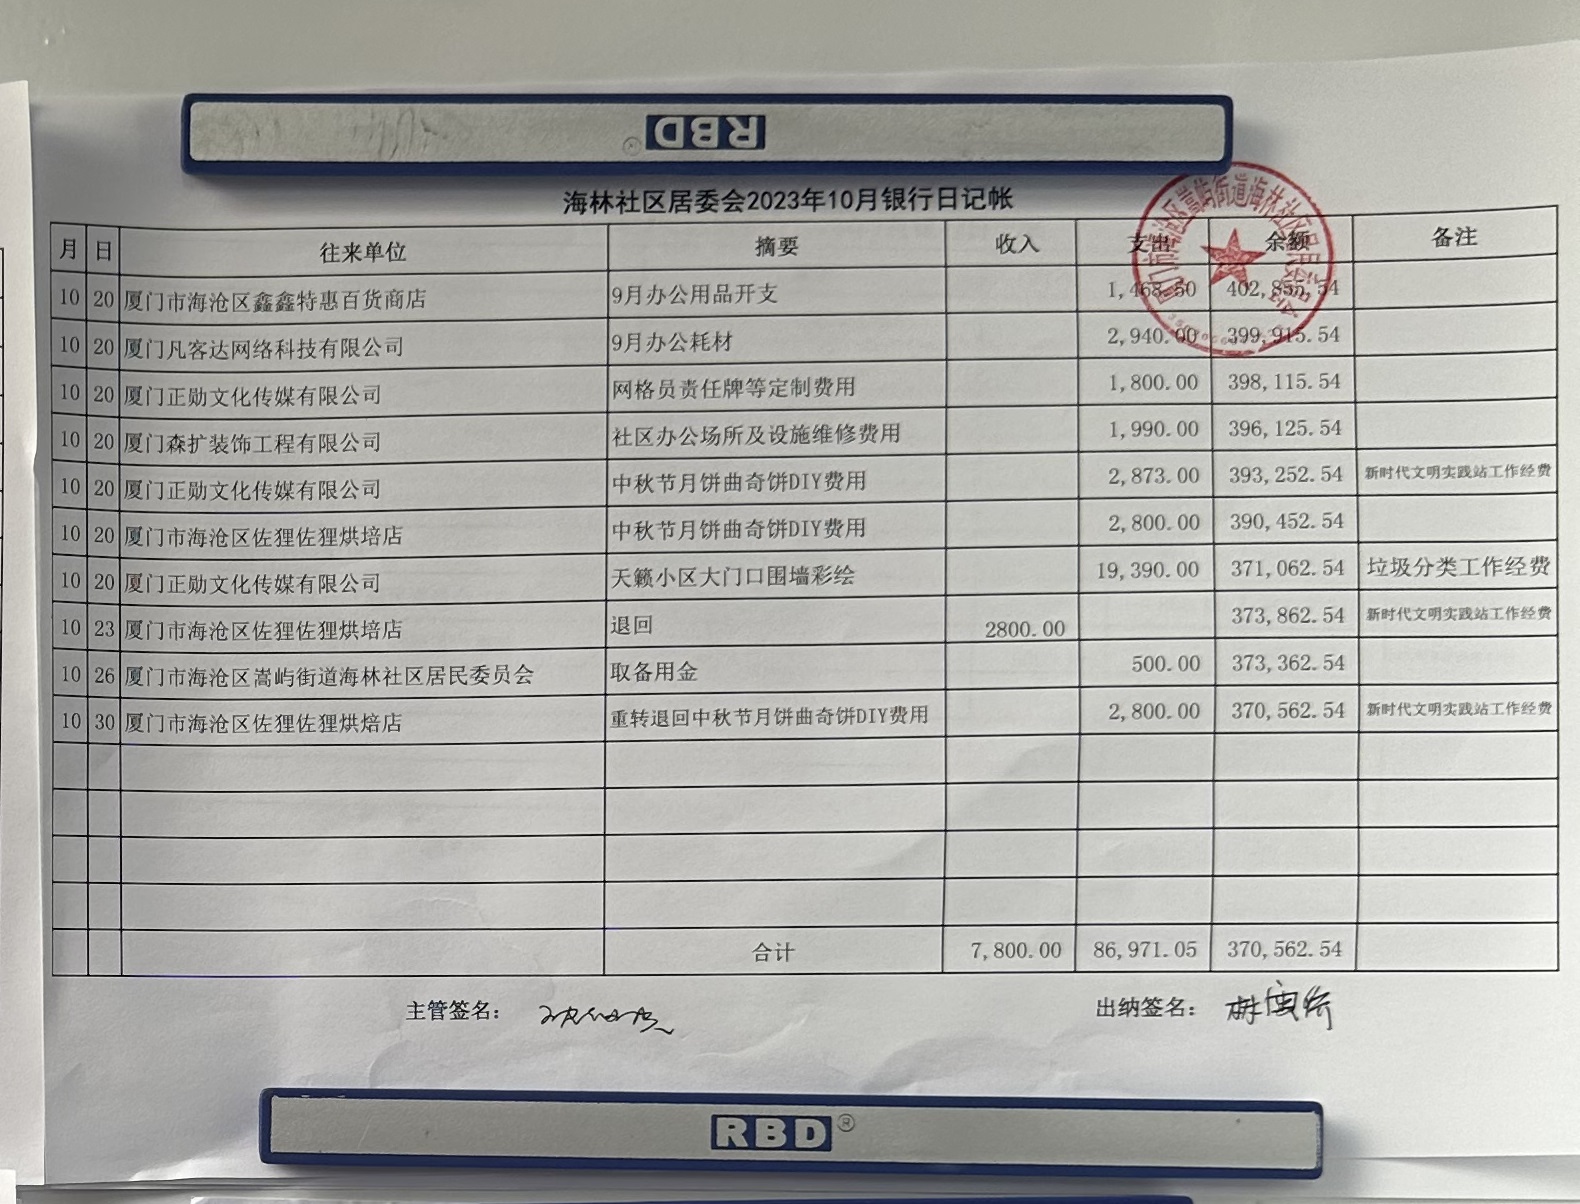 RBD®
海林社区居委会2023年10月银行日记帐
月 日 往来单位 摘要 收入 支出 余额 备注
10 20 厦门市海沧区鑫鑫特惠百货商店 9月办公用品开支 1,468.50 402,855.54
10 20 厦门凡客达网络科技有限公司 9月办公耗材 2,940.00 399,915.54
10 20 厦门正勋文化传媒有限公司 网格员责任牌等定制费用 1,800.00 398,115.54
10 20 厦门森扩装饰工程有限公司 社区办公场所及设施维修费用 1,990.00 396,125.54
10 20 厦门正勋文化传媒有限公司 中秋节月饼曲奇饼DIY费用 2,873.00 393,252.54 新时代文明实践站工作经费
10 20 厦门市海沧区佐狸佐狸烘培店 中秋节月饼曲奇饼DIY费用 2,800.00 390,452.54
10 20 厦门正勋文化传媒有限公司 天籁小区大门口围墙彩绘 19,390.00 371,062.54 垃圾分类工作经费
10 23 厦门市海沧区佐狸佐狸烘培店 退回 2800.00 373,862.54 新时代文明实践站工作经费
10 26 厦门市海沧区嵩屿街道海林社区居民委员会 取备用金 500.00 373,362.54
10 30 厦门市海沧区佐狸佐狸烘焙店 重转退回中秋节月饼曲奇饼DIY费用 2,800.00 370,562.54 新时代文明实践站工作经费
合计 7,800.00 86,971.05 370,562.54
主管签名： 出纳签名：
厦门市海沧区嵩屿街道海林社区居民委员会
RBD®